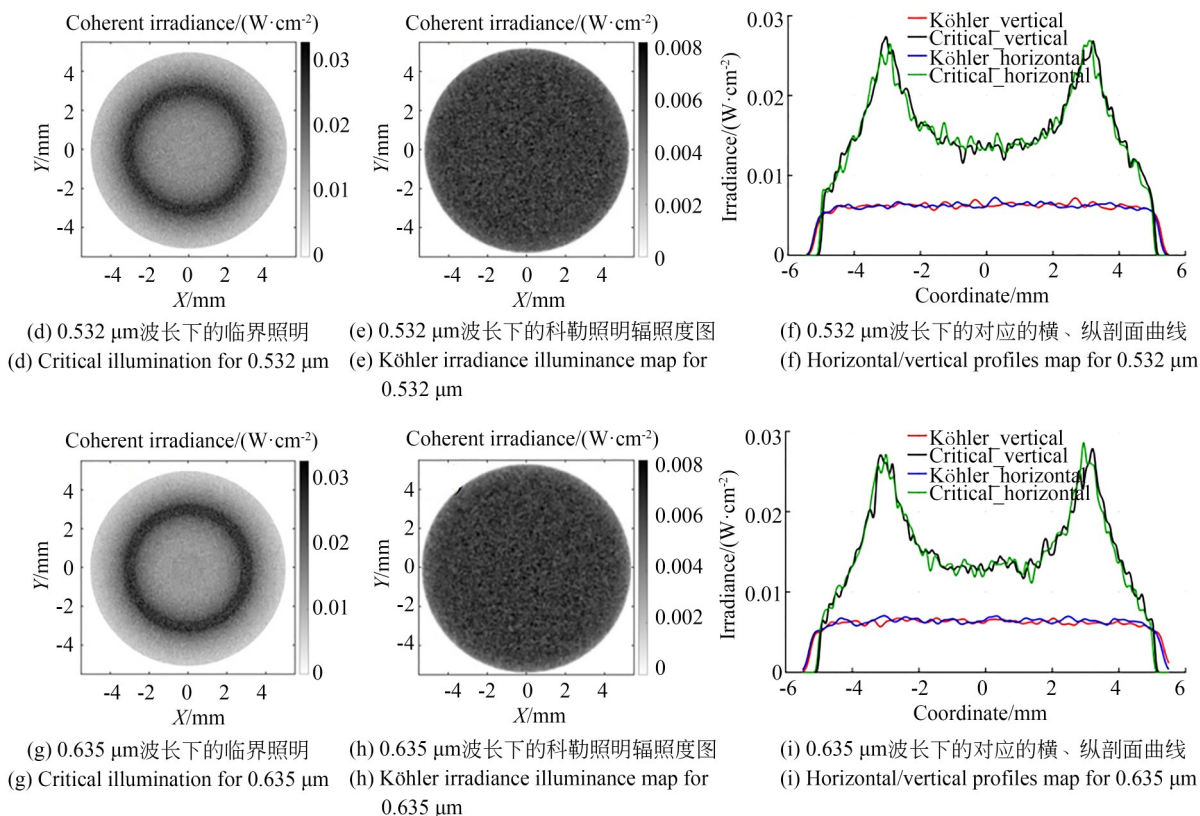 Coherent irradiance/(W·cm-2)
4
2
0
-2
-4
Y/mm
-4 -2 0 2 4
X/mm
0.03
0.02
0.01
0
(d) 0.532 μm波长下的临界照明
(d) Critical illumination for 0.532 μm
Coherent irradiance/(W·cm-2)
4
2
0
-2
-4
Y/mm
-4 -2 0 2 4
X/mm
0.008
0.006
0.004
0.002
0
(e) 0.532 μm波长下的科勒照明辐照度图
(e) Köhler irradiance illuminance map for
0.532 μm
0.03
0.02
0.01
0
Irradiance/(W·cm-2)
Köhler_vertical
Critical_vertical
Köhler_horizontal
Critical_horizontal
-6 -4 -2 0 2 4 6
Coordinate/mm
(f) 0.532 μm波长下的对应的横、纵剖面曲线
(f) Horizontal/vertical profiles map for 0.532 μm
Coherent irradiance/(W·cm-2)
4
2
0
-2
-4
Y/mm
-4 -2 0 2 4
X/mm
0.03
0.02
0.01
0
(g) 0.635 μm波长下的临界照明
(g) Critical illumination for 0.635 μm
Coherent irradiance/(W·cm-2)
4
2
0
-2
-4
Y/mm
-4 -2 0 2 4
X/mm
0.008
0.006
0.004
0.002
0
(h) 0.635 μm波长下的科勒照明辐照度图
(h) Köhler irradiance illuminance map for
0.635 μm
0.03
0.02
0.01
0
Irradiance/(W·cm-2)
Köhler_vertical
Critical_vertical
Köhler_horizontal
Critical_horizontal
-6 -4 -2 0 2 4 6
Coordinate/mm
(i) 0.635 μm波长下的对应的横、纵剖面曲线
(i) Horizontal/vertical profiles map for 0.635 μm